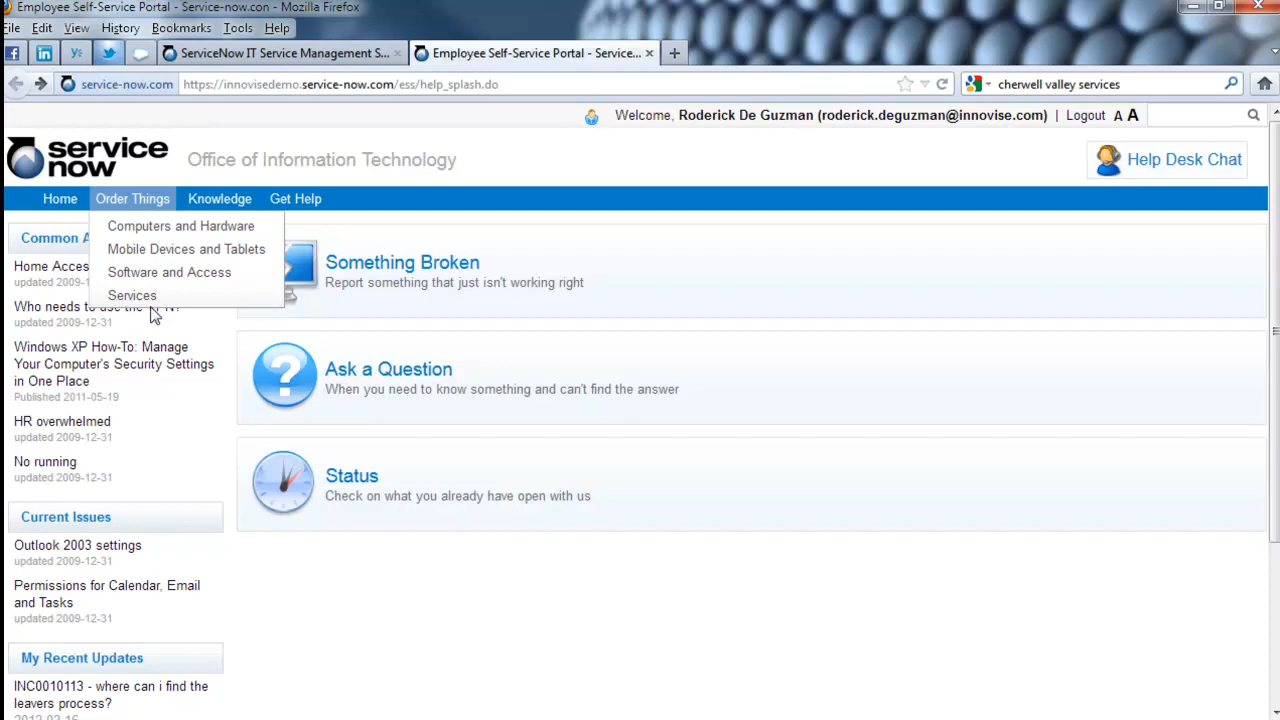 Employee Self-Service Portal - Service-now.con - Mozilla Firefox
File Edit View History Bookmarks Tools Help
ServiceNow IT Service Management S...
Employee Self-Service Portal - Service...
service-now.com
https://innovisedemo.service-now.com/ess/help_splash.do
cherwell valley services
Welcome, Roderick De Guzman (roderick.deguzman@innovise.com) | Logout A A
service now
Office of Information Technology
Help Desk Chat
Home Order Things Knowledge Get Help
Computers and Hardware
Mobile Devices and Tablets
Software and Access
Services
Common A
Home Acces
updated 2009-1
Who needs to use the
updated 2009-12-31
Windows XP How-To: Manage
Your Computer's Security Settings
in One Place
Published 2011-05-19
HR overwhelmed
updated 2009-12-31
No running
updated 2009-12-31
Current Issues
Outlook 2003 settings
updated 2009-12-31
Permissions for Calendar, Email
and Tasks
updated 2009-12-31
My Recent Updates
INC0010113 - where can i find the
leavers process?
2012-02-16
Something Broken
Report something that just isn't working right
Ask a Question
When you need to know something and can't find the answer
Status
Check on what you already have open with us